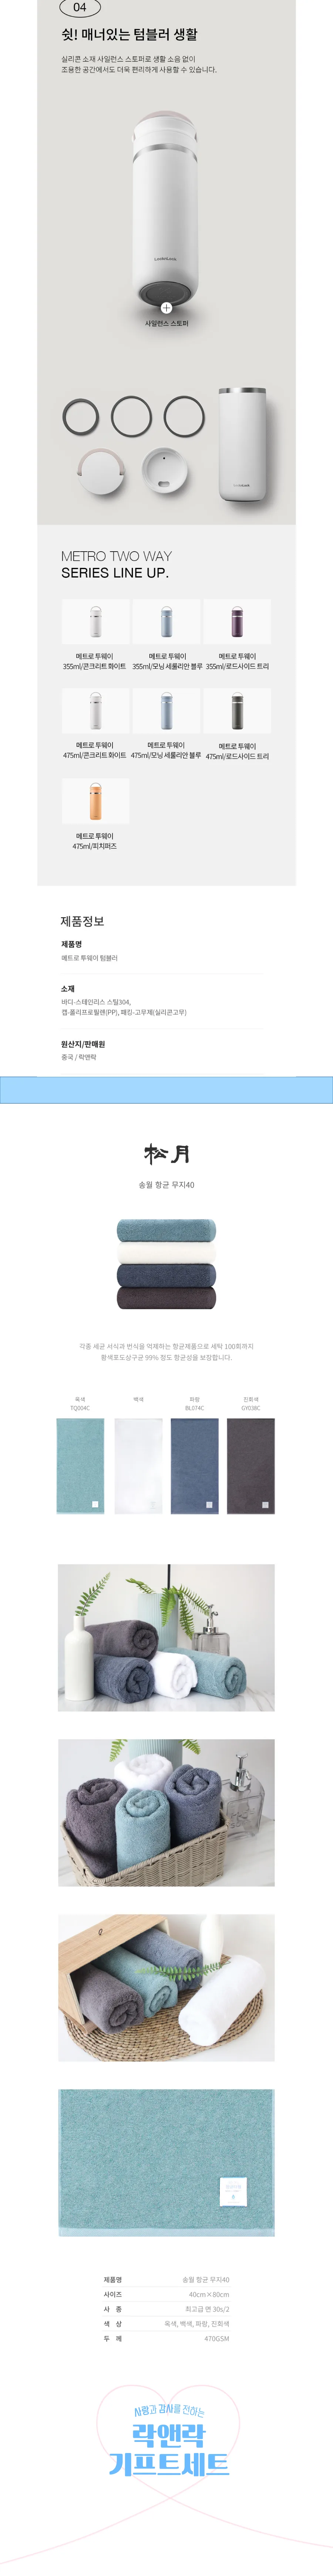 04
쉿! 매너있는 텀블러 생활
실리콘 소재 사일런스 스토퍼로 생활 소음 없이
조용한 공간에서도 더욱 편리하게 사용할 수 있습니다.
LocknLock
사일런스 스토퍼
METRO TWO WAY
SERIES LINE UP.
메트로 투웨이 메트로 투웨이 메트로 투웨이
355ml/콘크리트 화이트 355ml/모닝 세룰리안 블루 355ml/로드사이드 트리
메트로 투웨이 메트로 투웨이 메트로 투웨이
475ml/콘크리트 화이트 475ml/모닝 세룰리안 블루 475ml/로드사이드 트리
메트로 투웨이
475ml/피치퍼즈
제품정보
제품명
메트로 투웨이 텀블러
소재
바디-스테인리스 스틸304,
캡-폴리프로필렌(PP), 패킹-고무제(실리콘고무)
원산지/판매원
중국 / 락앤락
松月
송월 항균 무지40
각종 세균 서식과 번식을 억제하는 항균제품으로 세탁 100회까지
황색포도상구균 99% 정도 항균성을 보장합니다.
옥색 백색 파랑 진회색
TQ034C BL074C GY038C
제품명 송월 항균 무지40
사이즈 40cm×80cm
사 종 최고급 면 30s/2
색 상 옥색, 백색, 파랑, 진회색
두 께 470GSM
사랑과 감사를 전하는
락앤락
기프트세트